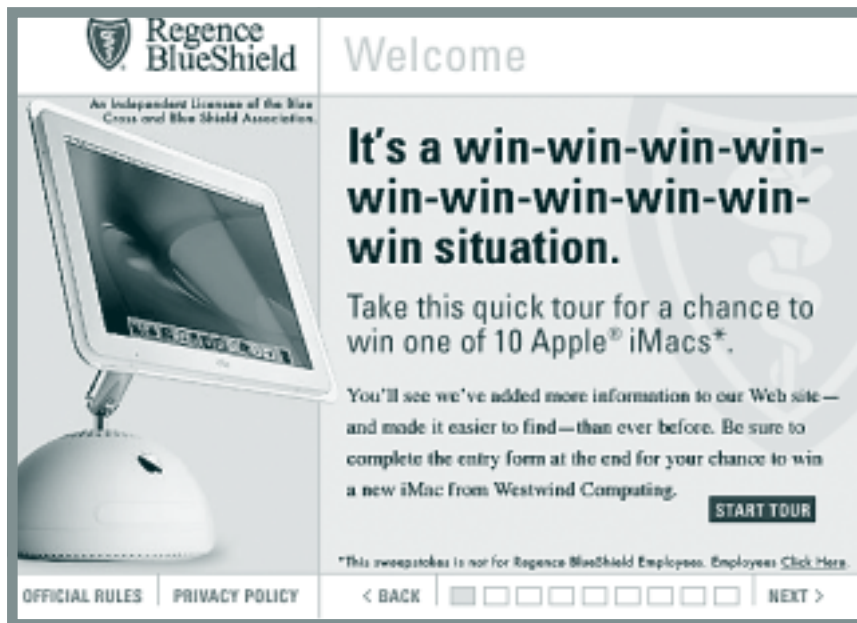 Regence
BlueShield
An Independent Licensee of the Blue
Cross and Blue Shield Association.
Welcome
It's a win-win-win-win-
win-win-win-win-win-
win situation.
Take this quick tour for a chance to
win one of 10 Apple® iMacs*.
You'll see we've added more information to our Web site—
and made it easier to find—than ever before. Be sure to
complete the entry form at the end for your chance to win
a new iMac from Westwind Computing.
START TOUR
*This sweepstakes is not for Regence BlueShield Employees. Employees Click Here.
OFFICIAL RULES
PRIVACY POLICY
< BACK
NEXT >